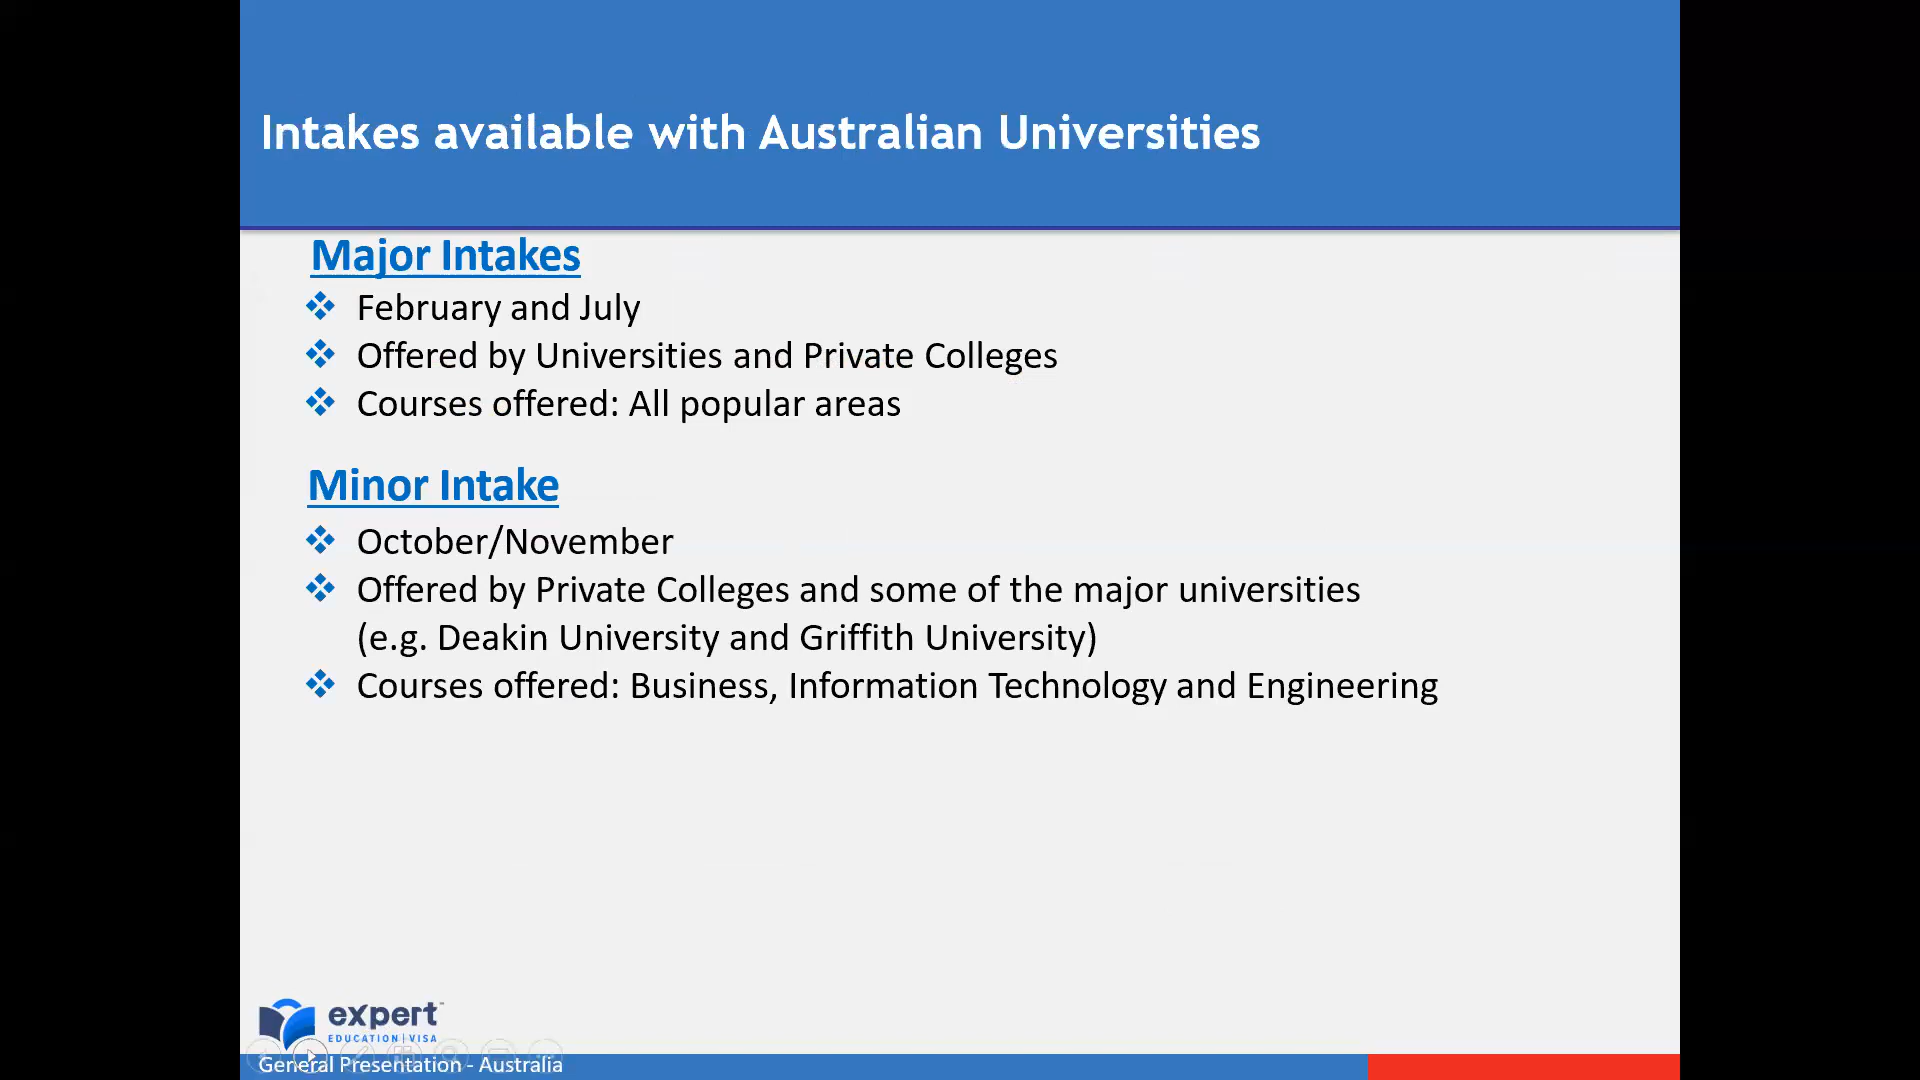 Intakes available with Australian Universities
Major Intakes
February and July
Offered by Universities and Private Colleges
Courses offered: All popular areas
Minor Intake
October/November
Offered by Private Colleges and some of the major universities
(e.g. Deakin University and Griffith University)
Courses offered: Business, Information Technology and Engineering
expert™
EDUCATION | VISA
General Presentation - Australia